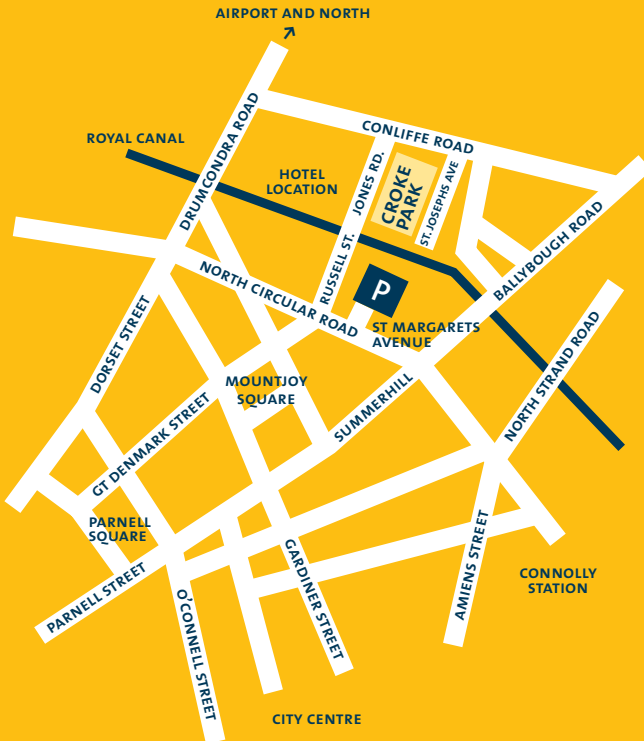 AIRPORT AND NORTH
DRUMCONDRA ROAD
CONLIFFE ROAD
ROYAL CANAL
HOTEL
LOCATION
JONES RD.
CROKE
PARK
ST. JOSEPHS AVE
RUSSELL ST.
BALLYBOUGH ROAD
NORTH CIRCULAR ROAD
P
ST MARGARETS
AVENUE
DORSET STREET
MOUNTJOY
SQUARE
SUMMERHILL
NORTH STRAND ROAD
GT DENMARK STREET
PARNELL
SQUARE
PARNELL STREET
GARDINER STREET
AMIENS STREET
CONNOLLY
STATION
O'CONNELL STREET
CITY CENTRE